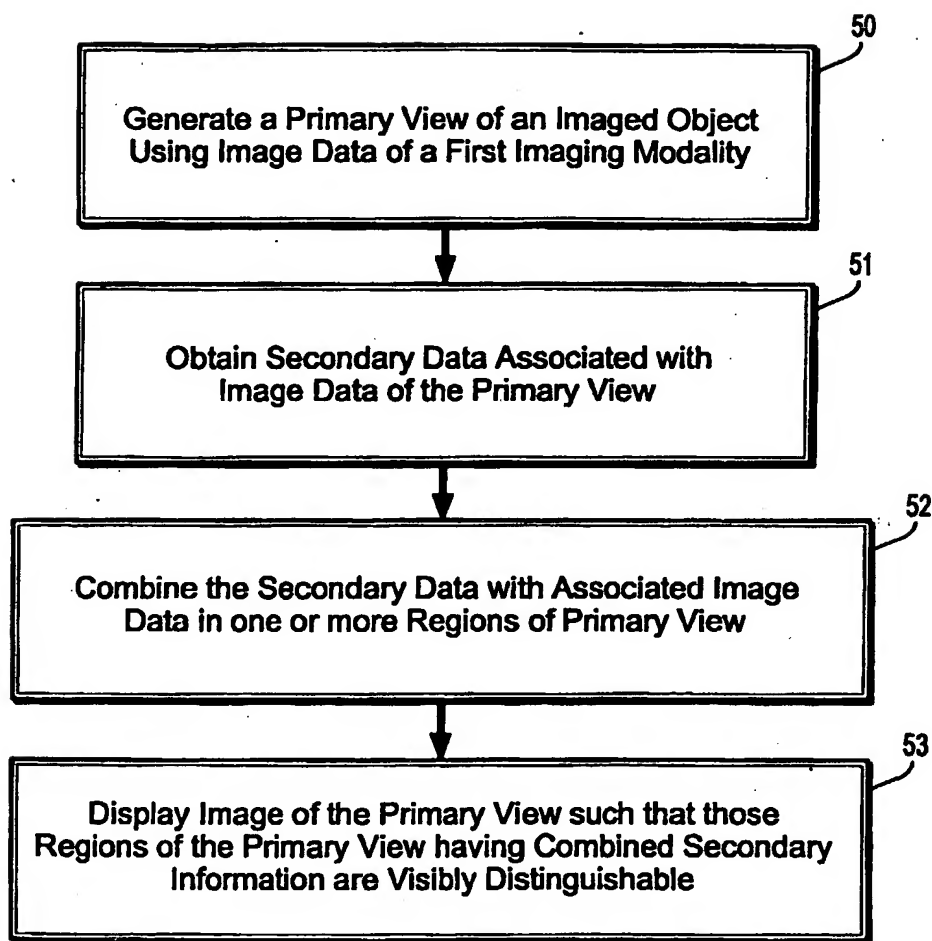 50
Generate a Primary View of an Imaged Object
Using Image Data of a First Imaging Modality
51
Obtain Secondary Data Associated with
Image Data of the Primary View
52
Combine the Secondary Data with Associated Image
Data in one or more Regions of Primary View
53
Display Image of the Primary View such that those
Regions of the Primary View having Combined Secondary
Information are Visibly Distinguishable